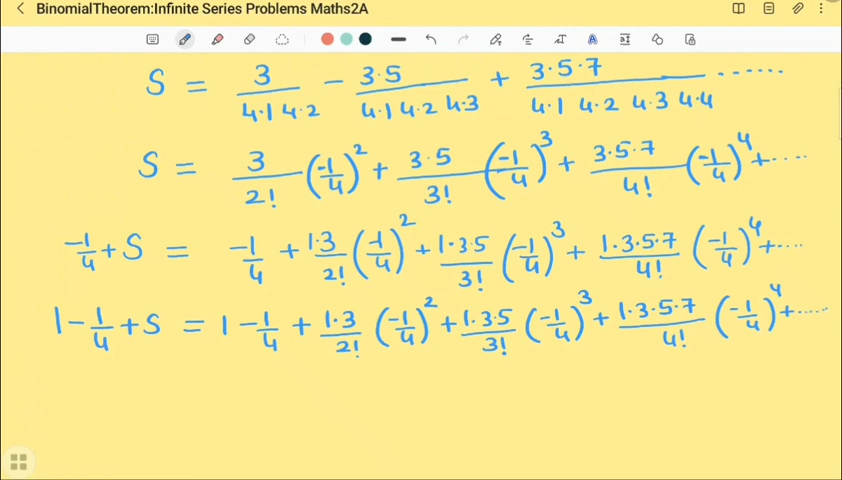 BinomialTheorem:Infinite Series Problems Maths2A
S = 3/(4·1 4·2) − 3·5/(4·1 4·2 4·3) + 3·5·7/(4·1 4·2 4·3 4·4) ......
S = 3/2! (−1/4)² + 3·5/3! (−1/4)³ + 3·5·7/4! (−1/4)⁴ + ....
−1/4 + S = −1/4 + 1·3/2! (−1/4)² + 1·3·5/3! (−1/4)³ + 1·3·5·7/4! (−1/4)⁴ + ....
1 − 1/4 + S = 1 − 1/4 + 1·3/2! (−1/4)² + 1·3·5/3! (−1/4)³ + 1·3·5·7/4! (−1/4)⁴ + .....